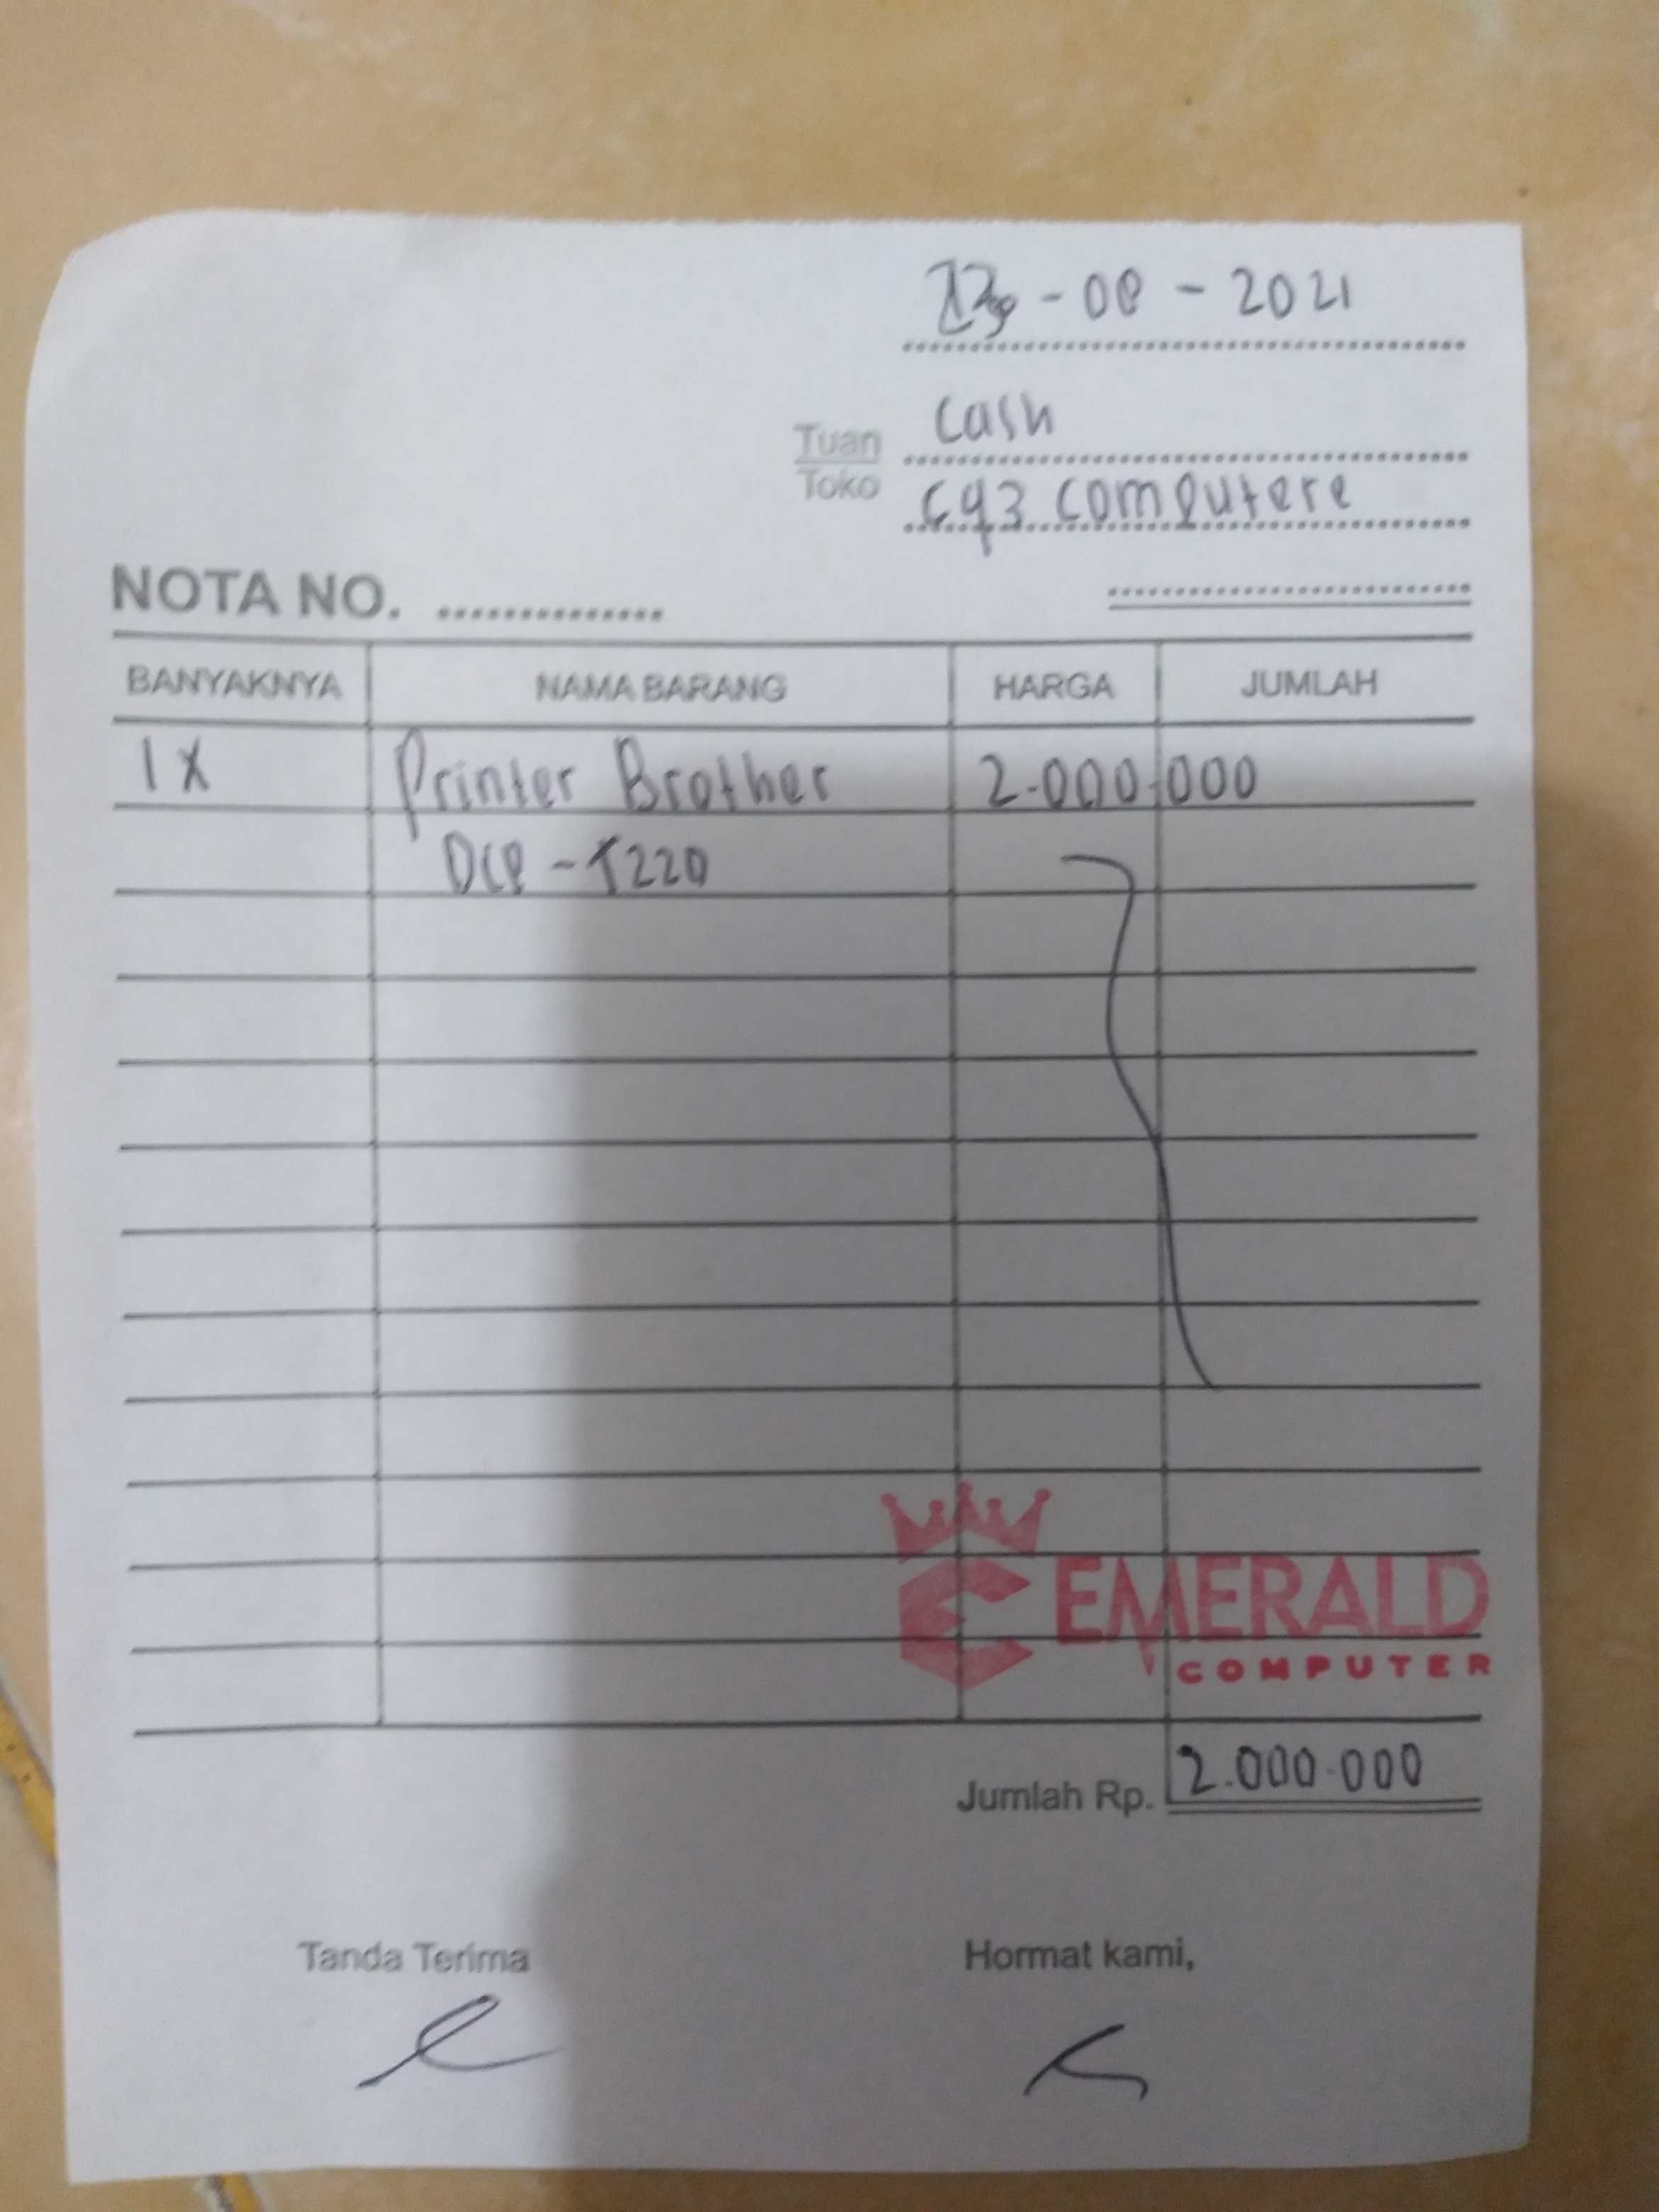 - 08 - 2021
Tuan Cash
Toko Cq3 Computere
NOTA NO. ..............
BANYAKNYA NAMA BARANG HARGA JUMLAH
1 X Printer Brother 2.000.000
DCP - T220
EMERALD
COMPUTER
Jumlah Rp. 2.000.000
Tanda Terima Hormat kami,